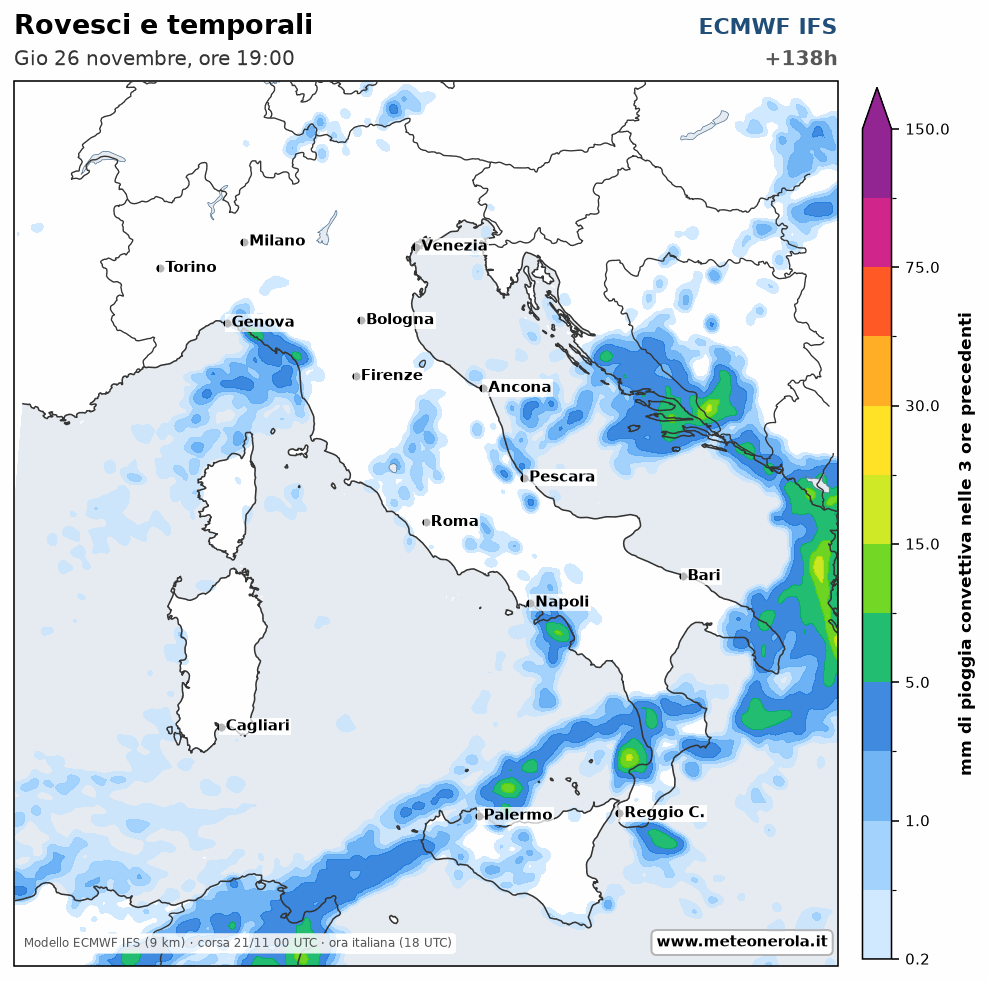 Rovesci e temporali
ECMWF IFS
Gio 26 novembre, ore 19:00
+138h
Milano
Venezia
Torino
Genova
Bologna
Firenze
Ancona
Pescara
Roma
Bari
Napoli
Cagliari
Palermo
Reggio C.
Modello ECMWF IFS (9 km) · corsa 21/11 00 UTC · ora italiana (18 UTC)
www.meteonerola.it
150.0
75.0
30.0
15.0
5.0
1.0
0.2
mm di pioggia convettiva nelle 3 ore precedenti